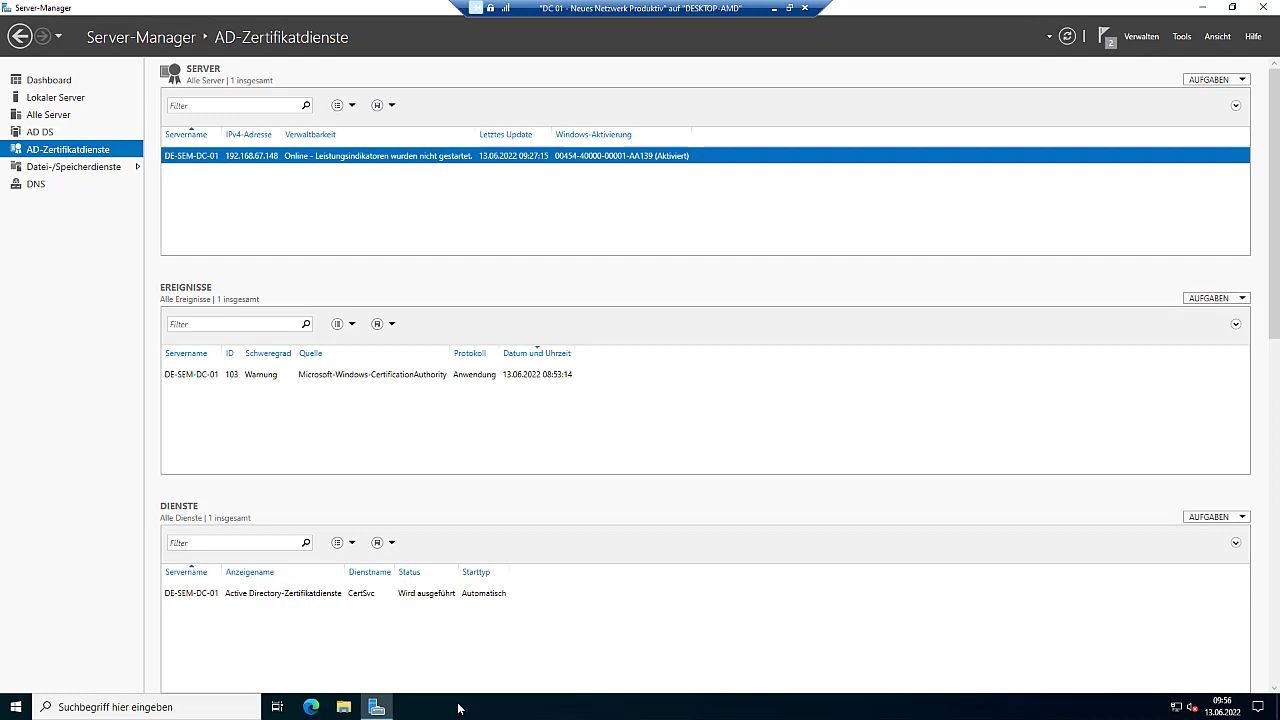 Server-Manager
"DC 01 - Neues Netzwerk Produktiv" auf "DESKTOP-AMD"
Server-Manager AD-Zertifikatdienste
2
Verwalten Tools Ansicht Hilfe
Dashboard
Lokaler Server
Alle Server
AD DS
AD-Zertifikatdienste
Datei-/Speicherdienste
DNS
SERVER
Alle Server | 1 insgesamt
AUFGABEN
Filter
Servername IPv4-Adresse Verwaltbarkeit Letztes Update Windows-Aktivierung
DE-SEM-DC-01 192.168.67.148 Online - Leistungsindikatoren wurden nicht gestartet. 13.06.2022 09:27:15 00454-40000-00001-AA139 (Aktiviert)
EREIGNISSE
Alle Ereignisse | 1 insgesamt
AUFGABEN
Filter
Servername ID Schweregrad Quelle Protokoll Datum und Uhrzeit
DE-SEM-DC-01 103 Warnung Microsoft-Windows-CertificationAuthority Anwendung 13.06.2022 08:53:14
DIENSTE
Alle Dienste | 1 insgesamt
AUFGABEN
Filter
Servername Anzeigename Dienstname Status Starttyp
DE-SEM-DC-01 Active Directory-Zertifikatdienste CertSvc Wird ausgeführt Automatisch
Suchbegriff hier eingeben
09:56
13.06.2022